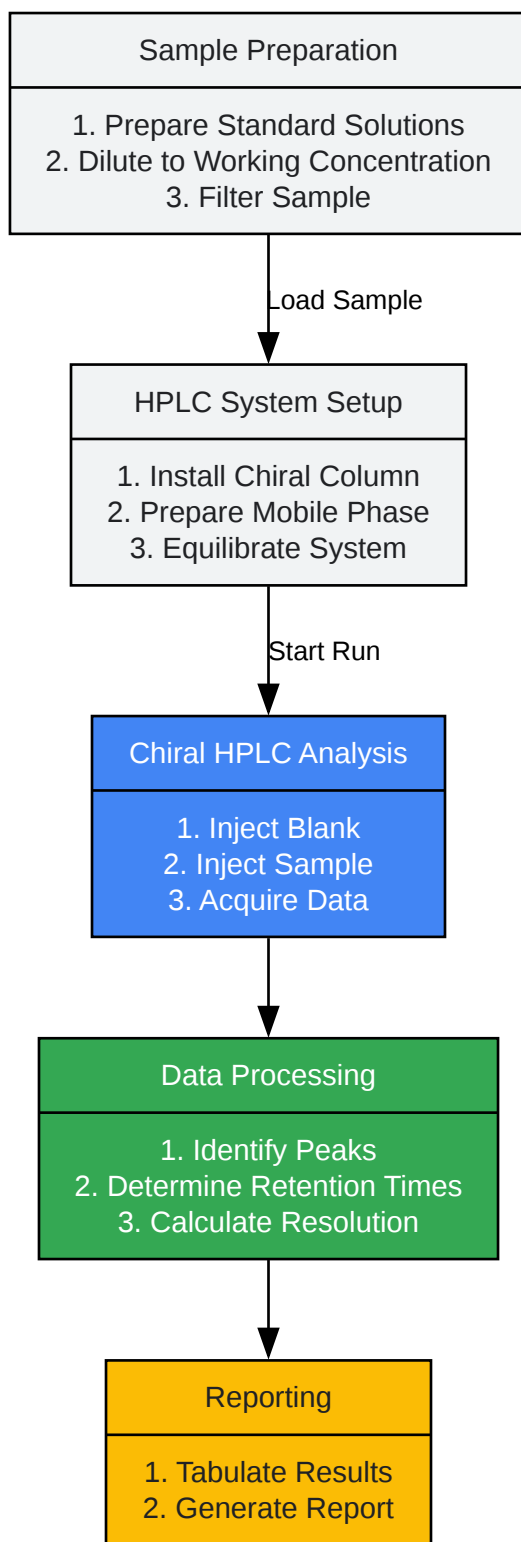 Sample Preparation
1. Prepare Standard Solutions
2. Dilute to Working Concentration
3. Filter Sample
Load Sample
HPLC System Setup
1. Install Chiral Column
2. Prepare Mobile Phase
3. Equilibrate System
Start Run
Chiral HPLC Analysis
1. Inject Blank
2. Inject Sample
3. Acquire Data
Data Processing
1. Identify Peaks
2. Determine Retention Times
3. Calculate Resolution
Reporting
1. Tabulate Results
2. Generate Report